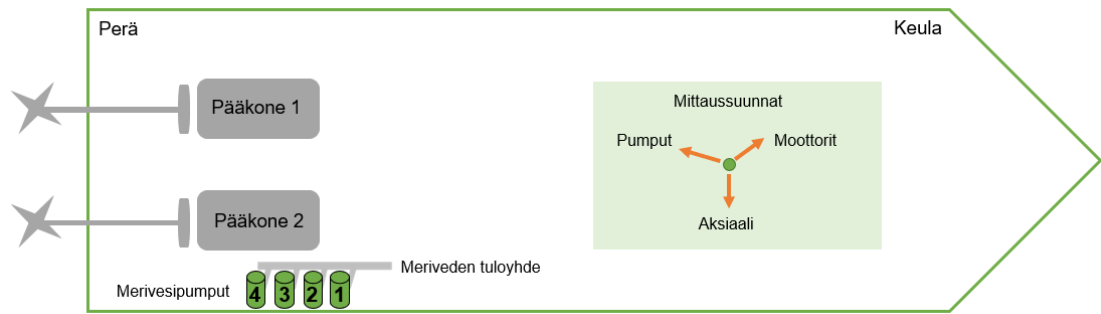 Perä
Keula
Pääkone 1
Mittaussuunnat
Pumput
Moottorit
Pääkone 2
Aksiaali
Meriveden tuloyhde
Merivesipumput
4 3 2 1